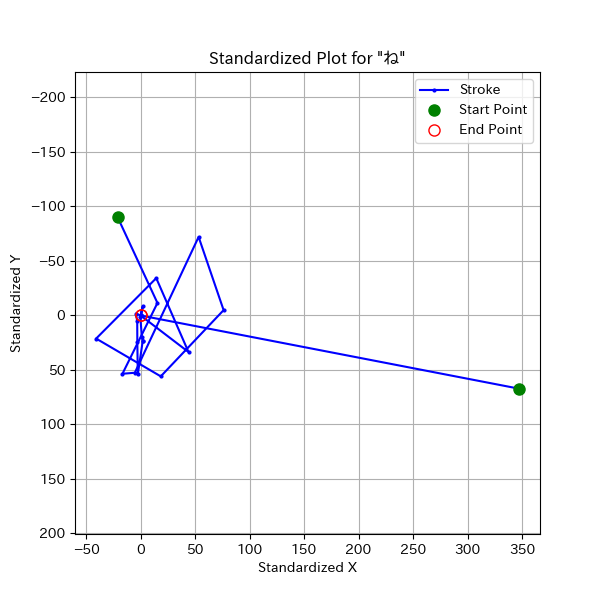 Standardized Plot for "ね"
Stroke
Start Point
End Point
Standardized Y
−200
−150
−100
−50
0
50
100
150
200
−50 0 50 100 150 200 250 300 350
Standardized X